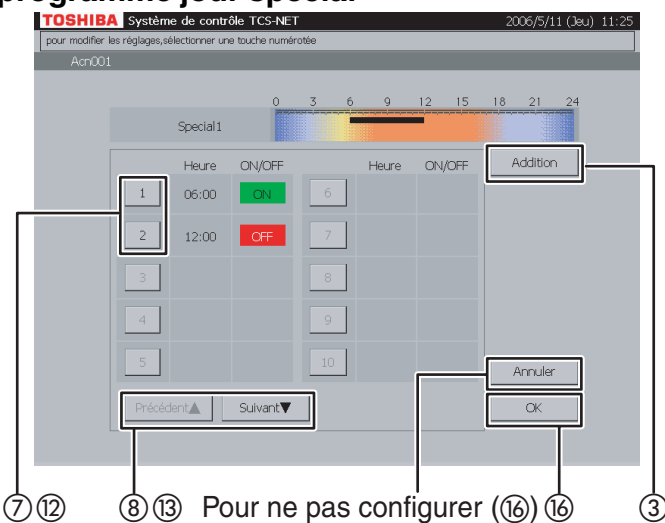 programme jour spécial
TOSHIBA Système de contrôle TCS-NET 2006/5/11 (Jeu) 11:25
pour modifier les réglages,sélectionner une touche numérotée
Acn001
0 3 6 9 12 15 18 21 24
Special1
Heure ON/OFF Heure ON/OFF Addition
1 06:00 ON 6
2 12:00 OFF 7
3 8
4 9
5 10 Annuler
Précédent▲ Suivant▼ OK
⑦⑫ ⑧⑬ Pour ne pas configurer (⑯) ⑯ ③